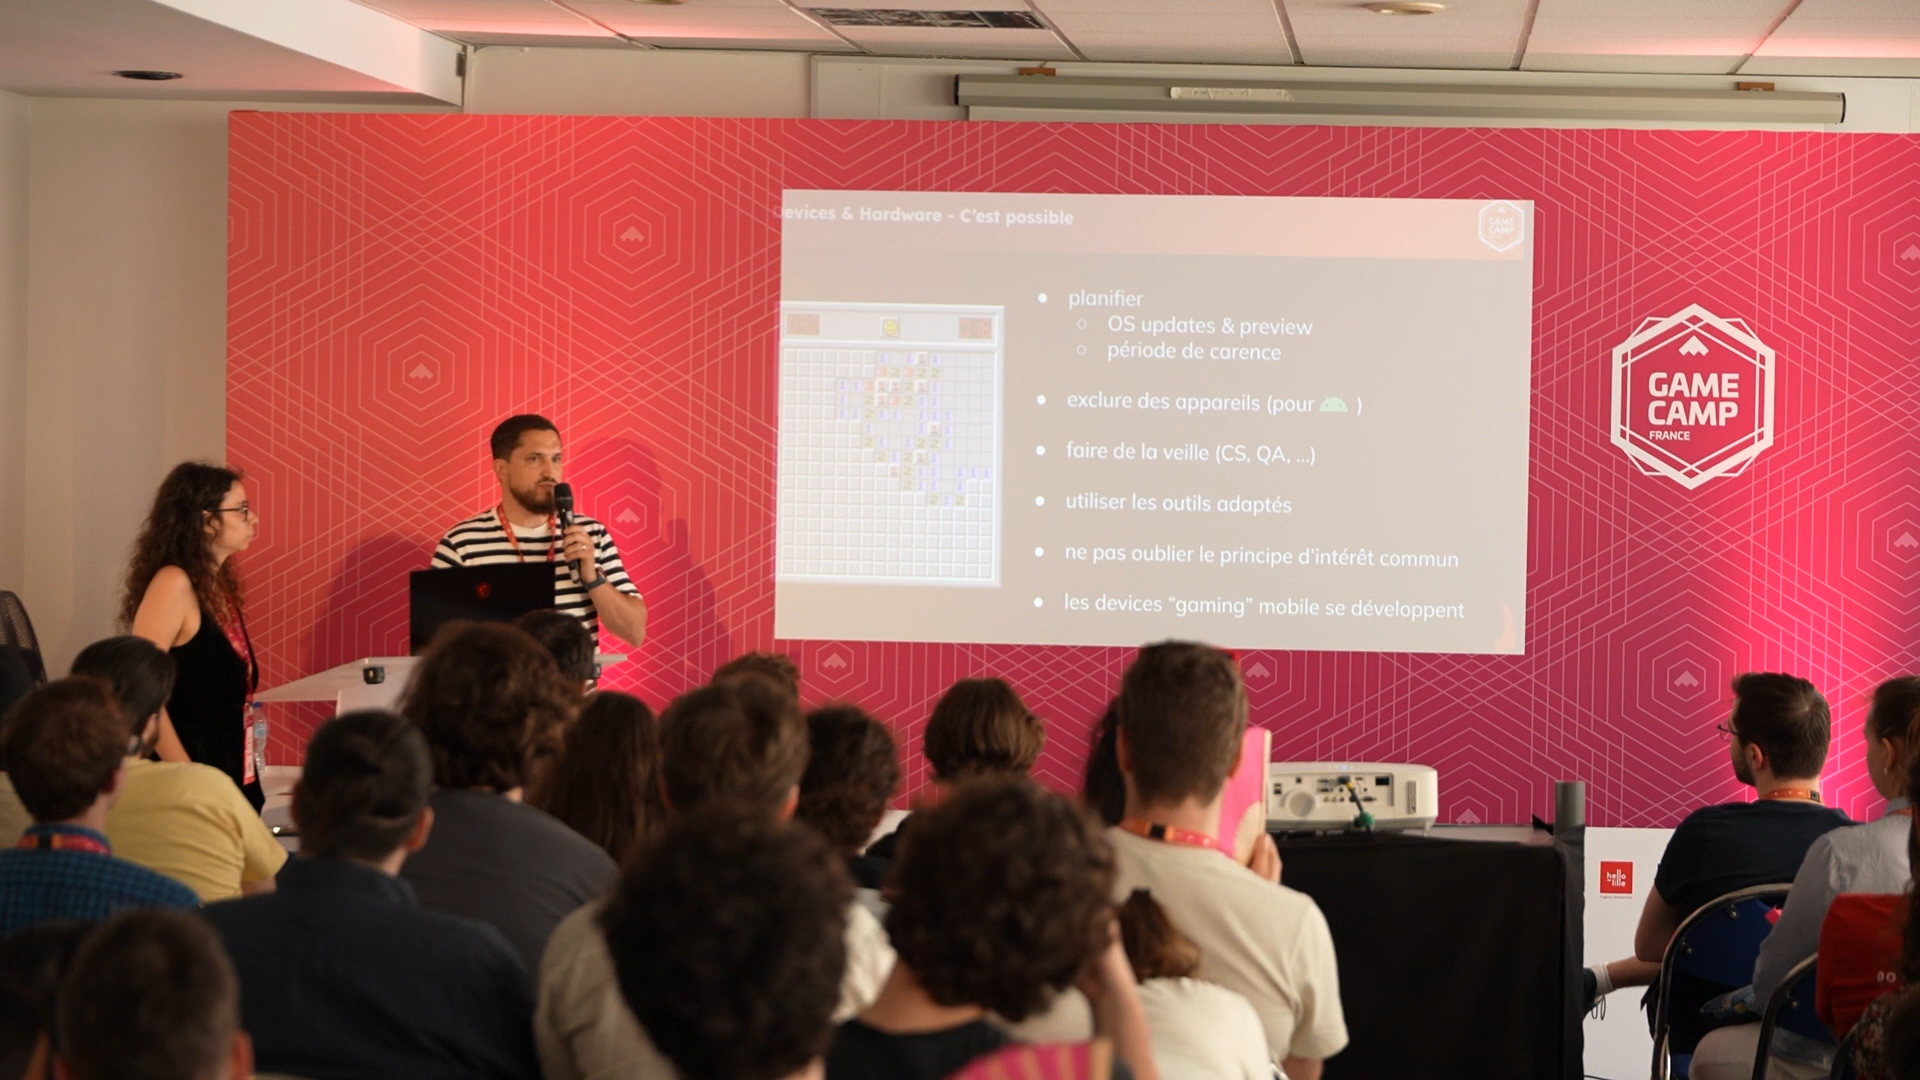 evices & Hardware - C'est possible
GAME
CAMP
planifier
OS updates & preview
période de carence
exclure des appareils (pour )
faire de la veille (CS, QA, ...)
utiliser les outils adaptés
ne pas oublier le principe d'intérêt commun
les devices “gaming” mobile se développent
GAME
CAMP
FRANCE
hello
lille